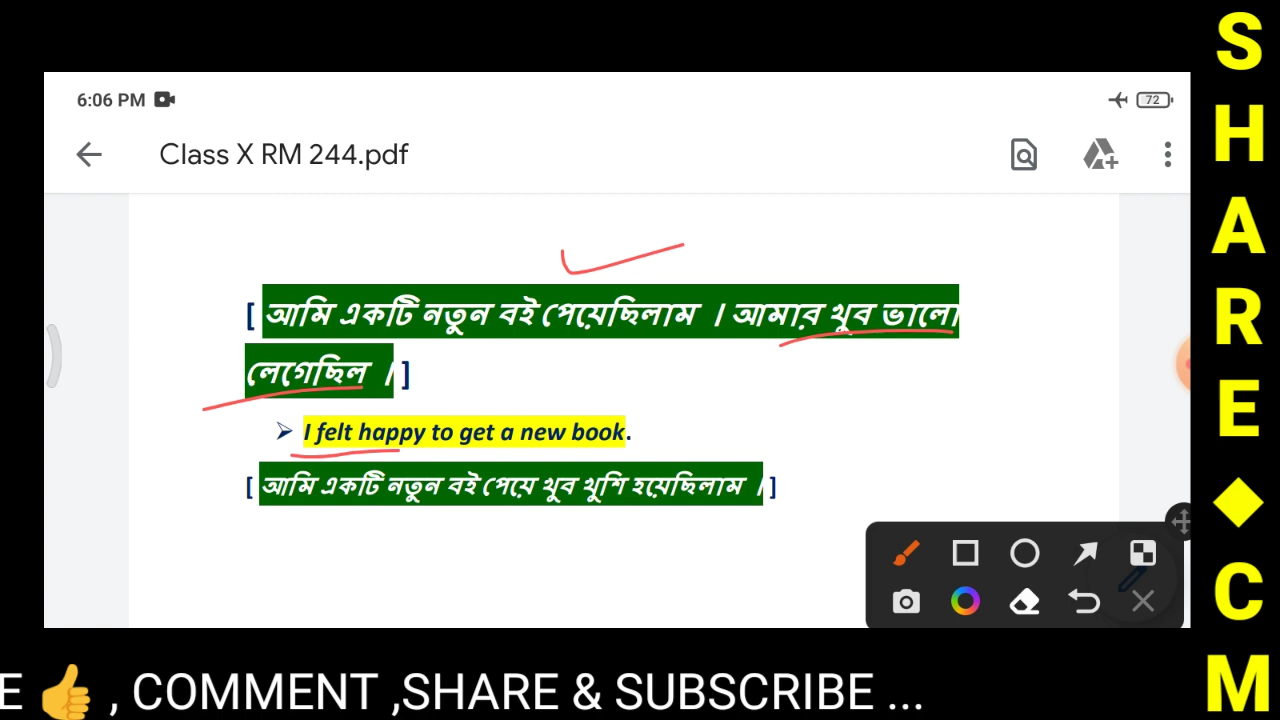 6:06 PM
72
Class X RM 244.pdf
[ আমি একটি নতুন বই পেয়েছিলাম । আমার খুব ভালো
লেগেছিল । ]
➢ I felt happy to get a new book.
[ আমি একটি নতুন বই পেয়ে খুব খুশি হয়েছিলাম । ]
E 👍 , COMMENT ,SHARE & SUBSCRIBE ...
S
H
A
R
E
◆
C
M